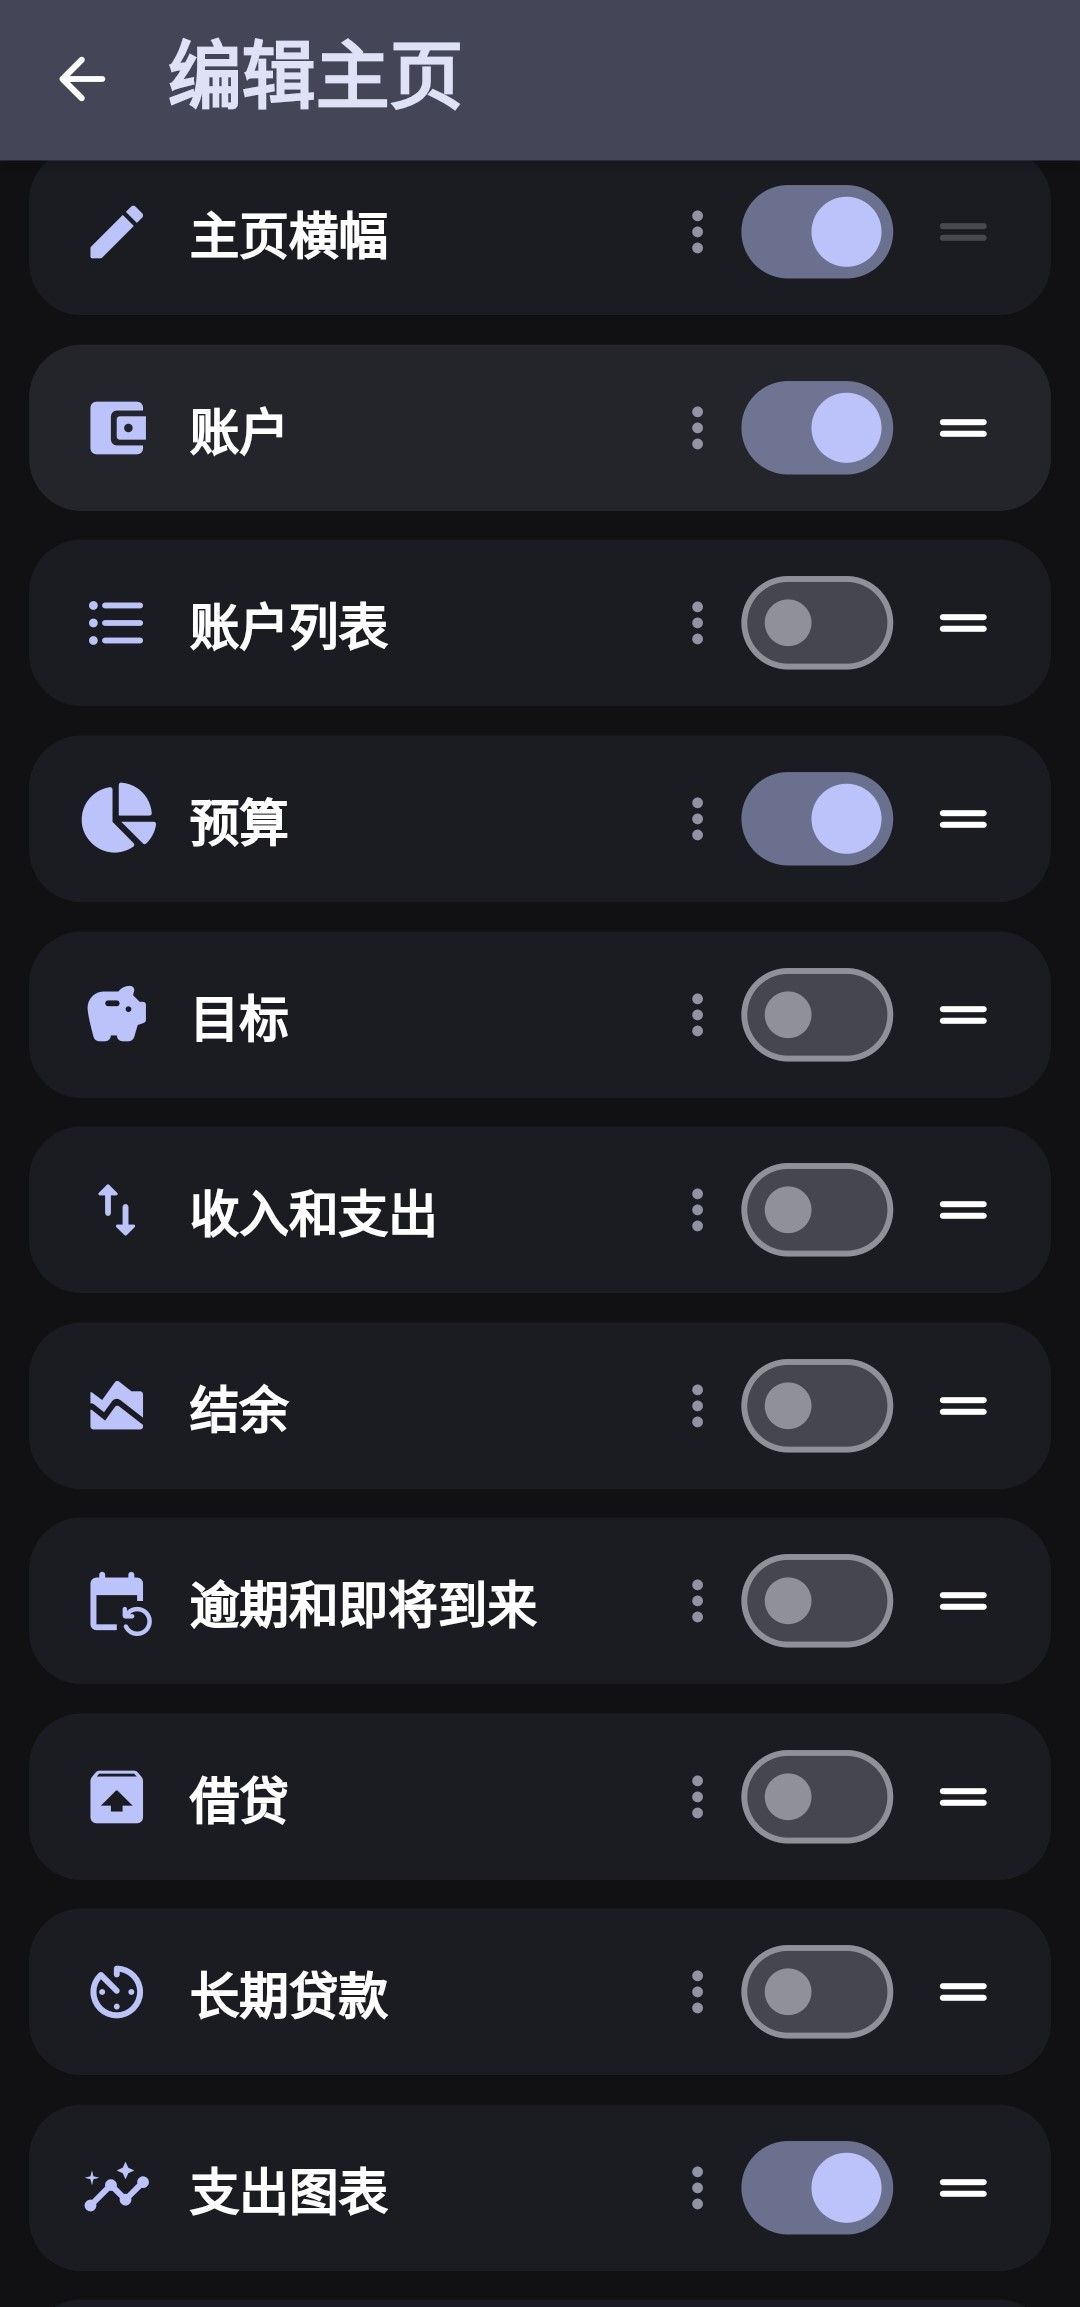 编辑主页
主页横幅
账户
账户列表
预算
目标
收入和支出
结余
逾期和即将到来
借贷
长期贷款
支出图表